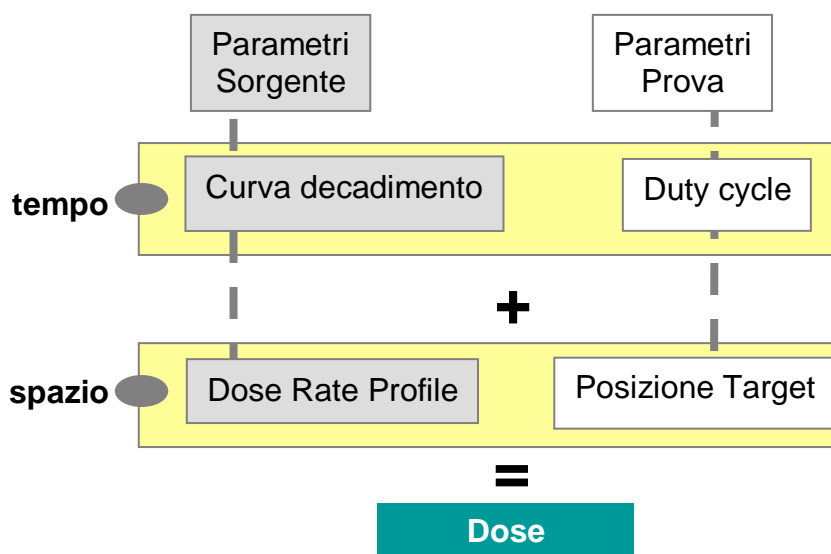 Parametri
Sorgente
Parametri
Prova
tempo
Curva decadimento
Duty cycle
+
spazio
Dose Rate Profile
Posizione Target
=
Dose